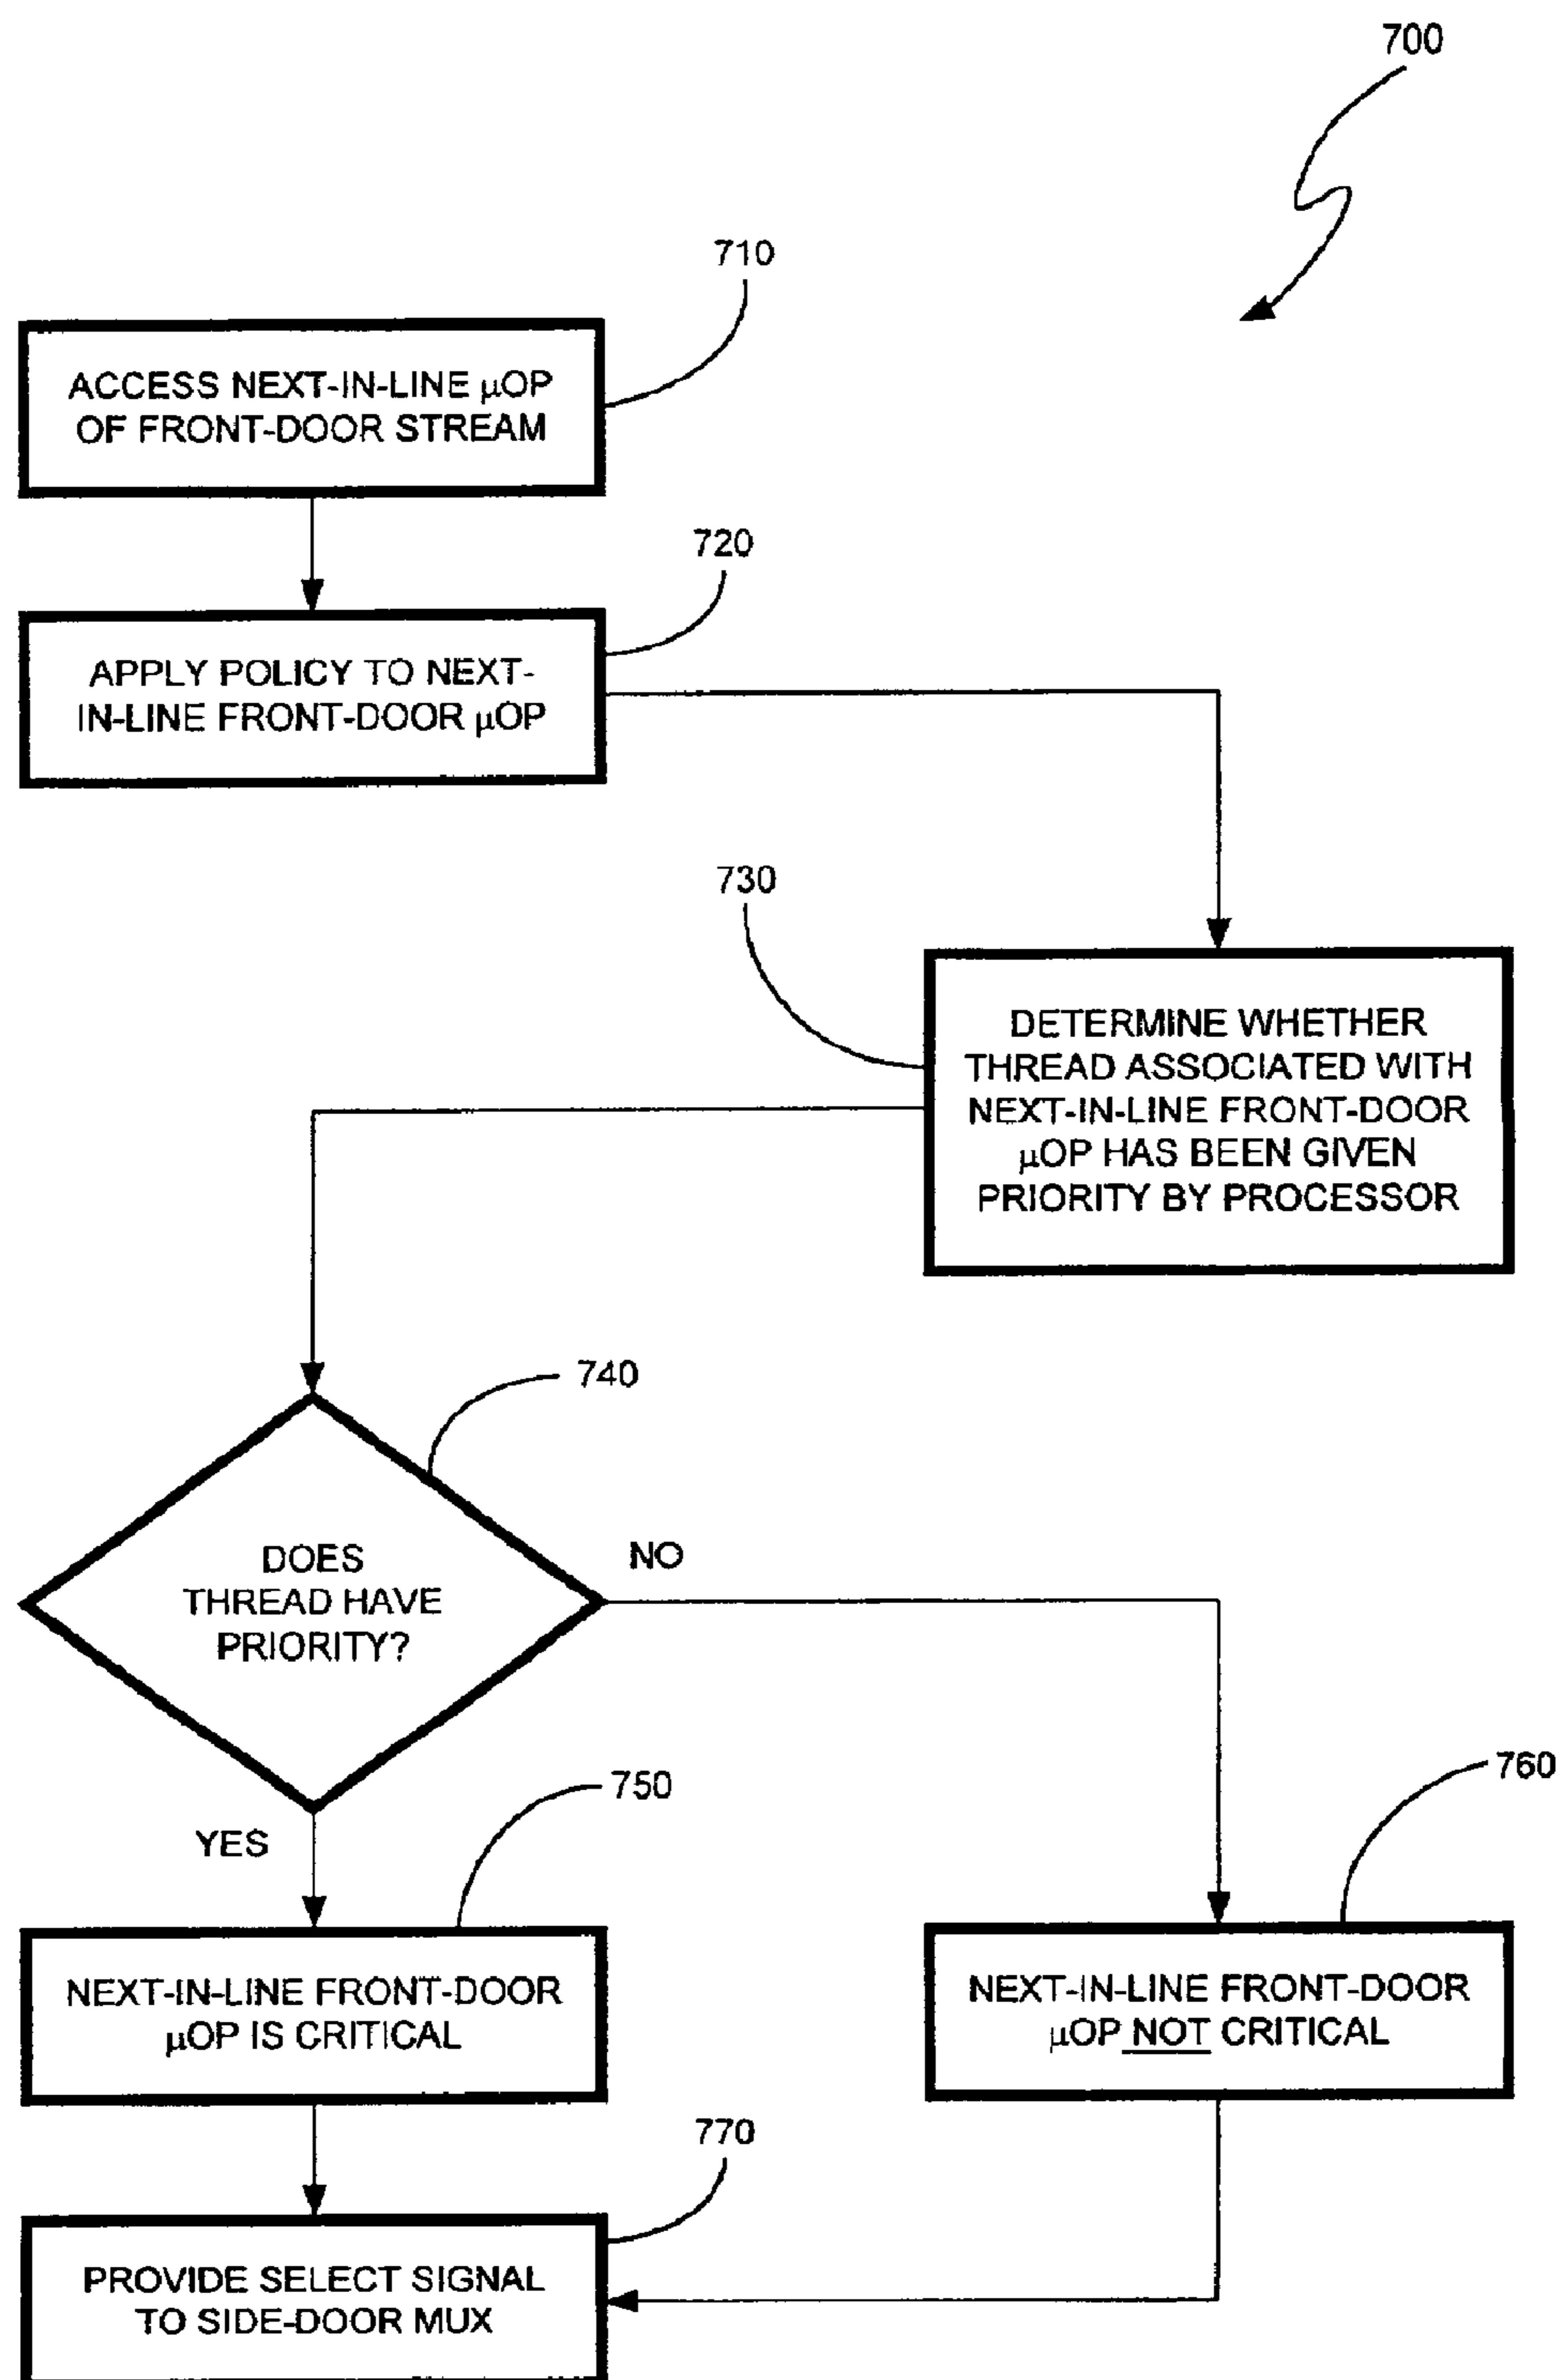 700
710
ACCESS NEXT-IN-LINE µOP
OF FRONT-DOOR STREAM
720
APPLY POLICY TO NEXT-
IN-LINE FRONT-DOOR µOP
730
DETERMINE WHETHER
THREAD ASSOCIATED WITH
NEXT-IN-LINE FRONT-DOOR
µOP HAS BEEN GIVEN
PRIORITY BY PROCESSOR
740
DOES
THREAD HAVE
PRIORITY?
NO
YES
750
NEXT-IN-LINE FRONT-DOOR
µOP IS CRITICAL
760
NEXT-IN-LINE FRONT-DOOR
µOP NOT CRITICAL
770
PROVIDE SELECT SIGNAL
TO SIDE-DOOR MUX